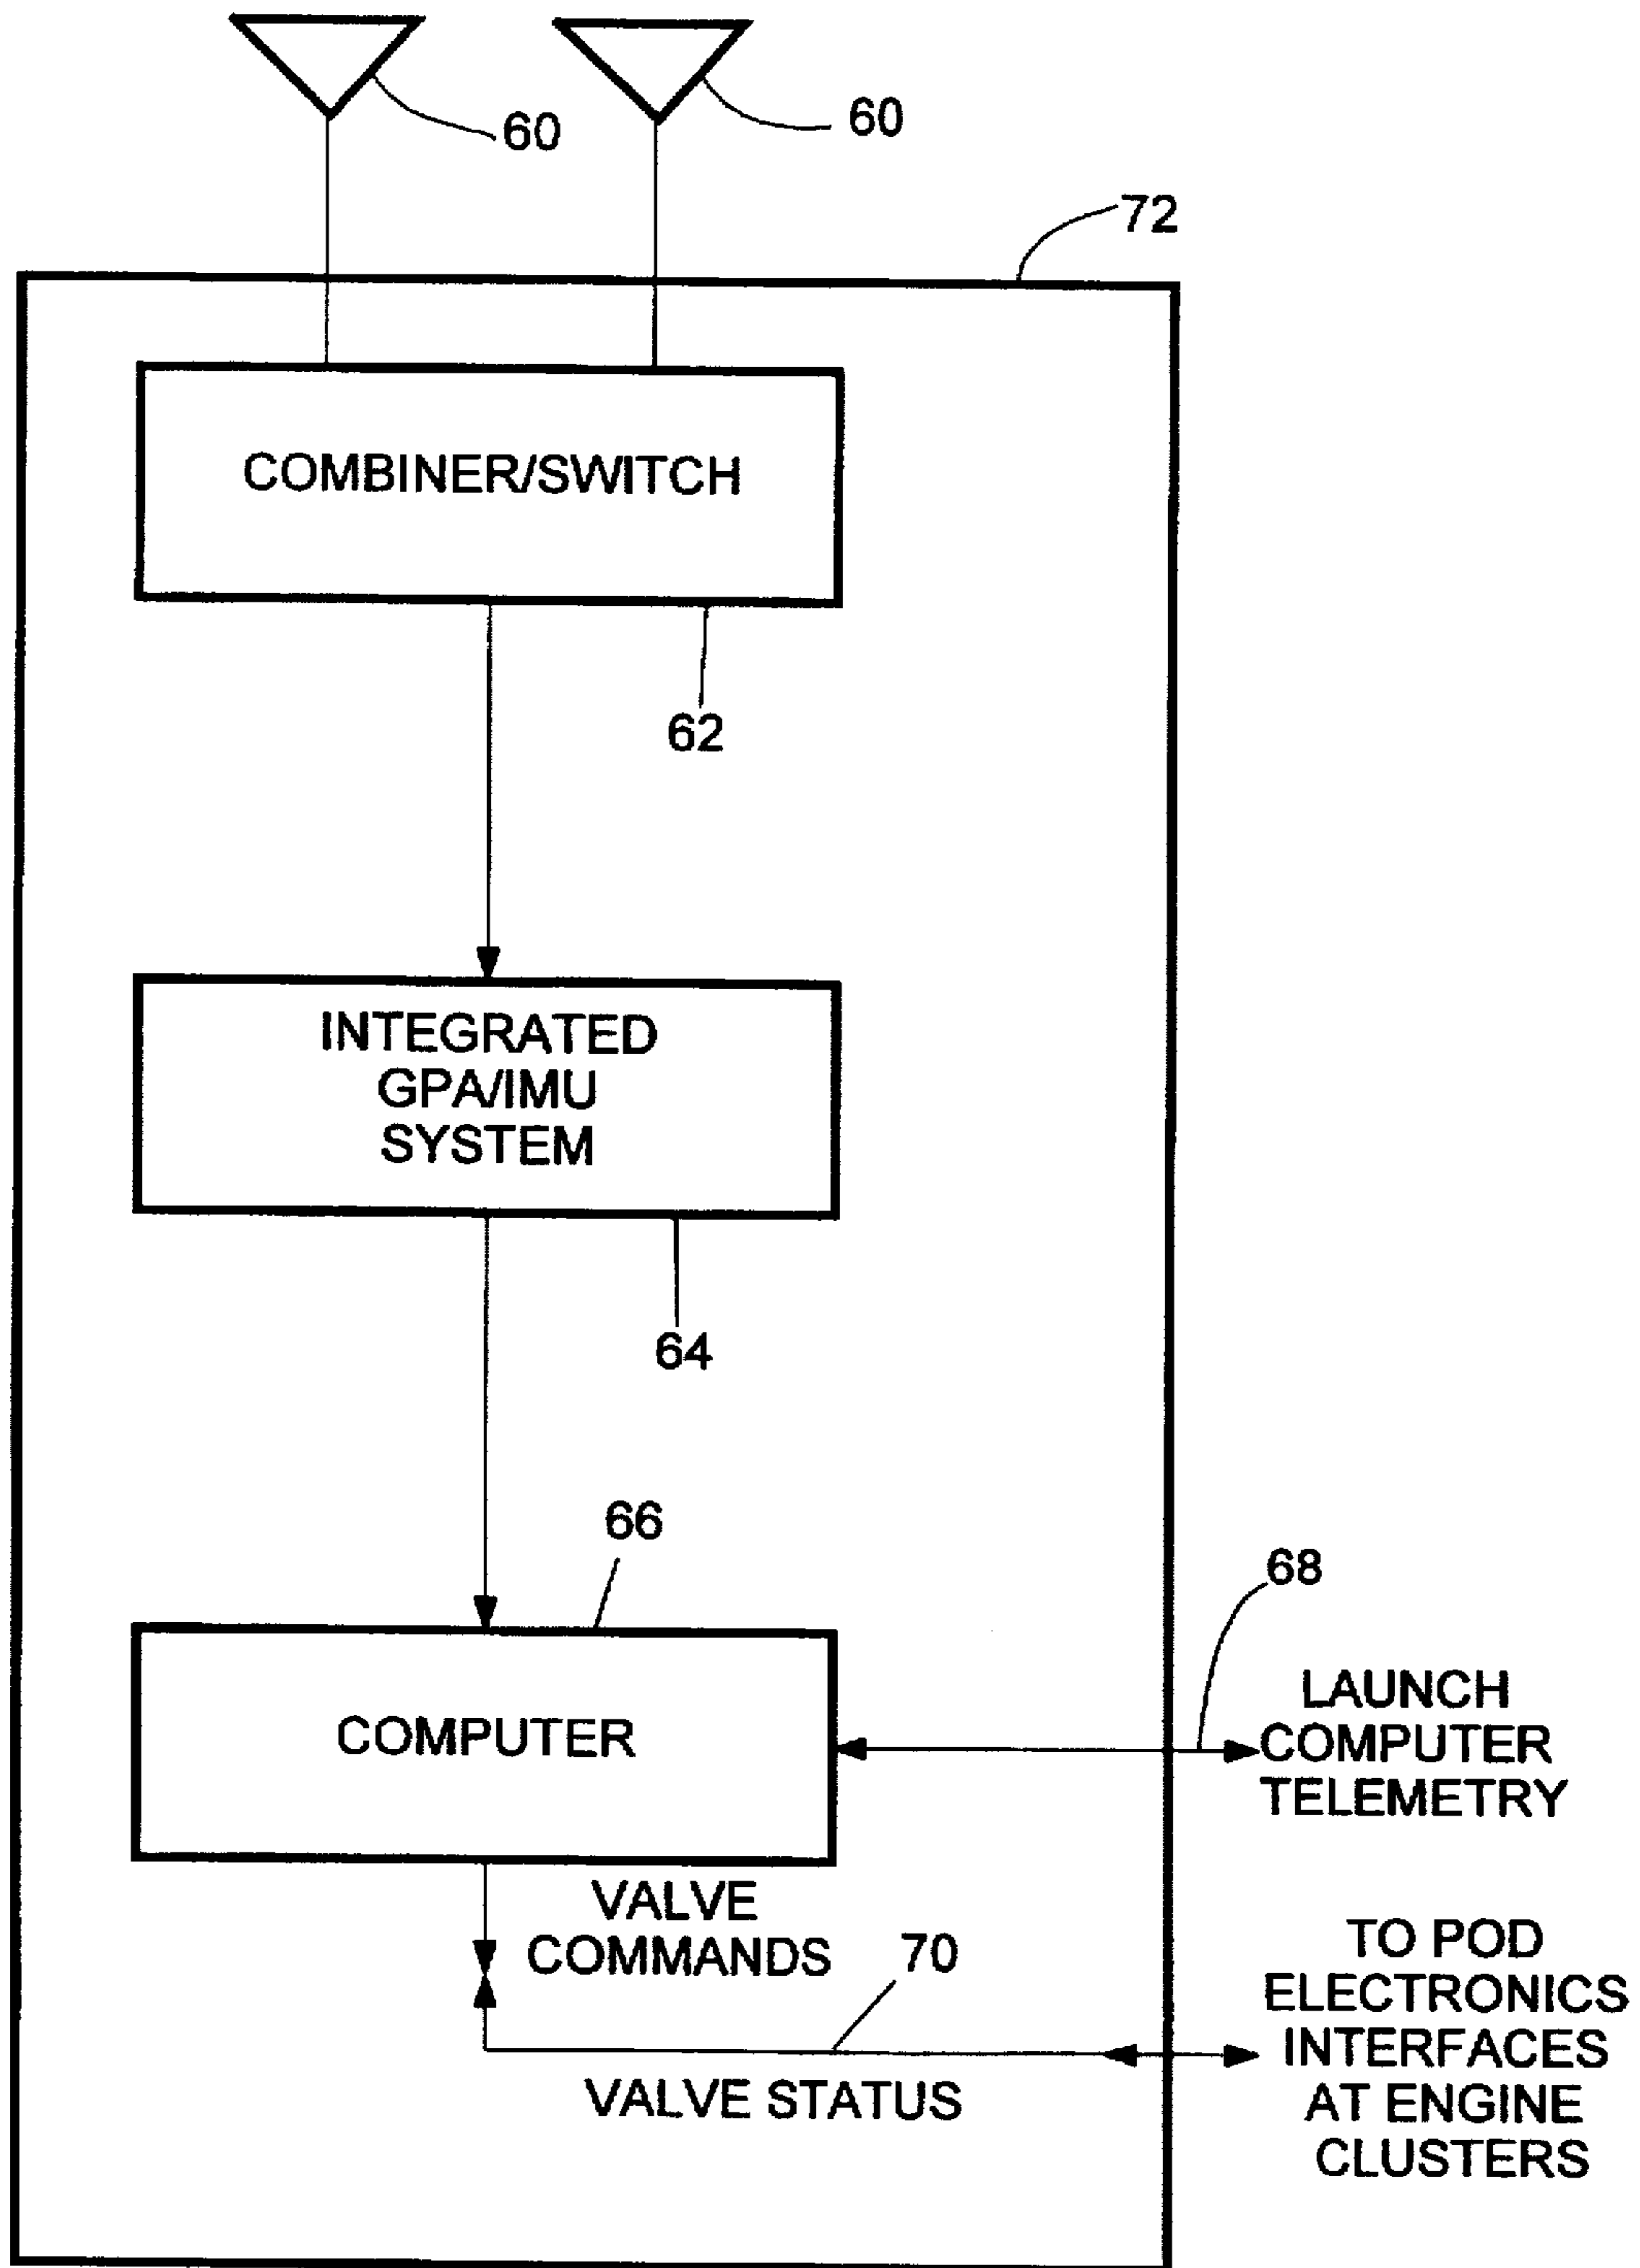 60
60
72
COMBINER/SWITCH
62
INTEGRATED
GPA/IMU
SYSTEM
64
66
COMPUTER
68
LAUNCH
COMPUTER
TELEMETRY
VALVE
COMMANDS
70
VALVE STATUS
TO POD
ELECTRONICS
INTERFACES
AT ENGINE
CLUSTERS